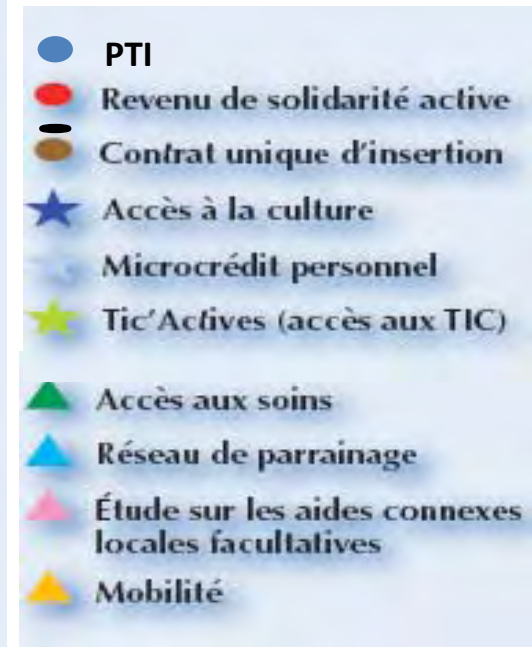 PTI
Revenu de solidarité active
Contrat unique d'insertion
Accès à la culture
Microcrédit personnel
Tic'Actives (accès aux TIC)
Accès aux soins
Réseau de parrainage
Étude sur les aides connexes
locales facultatives
Mobilité